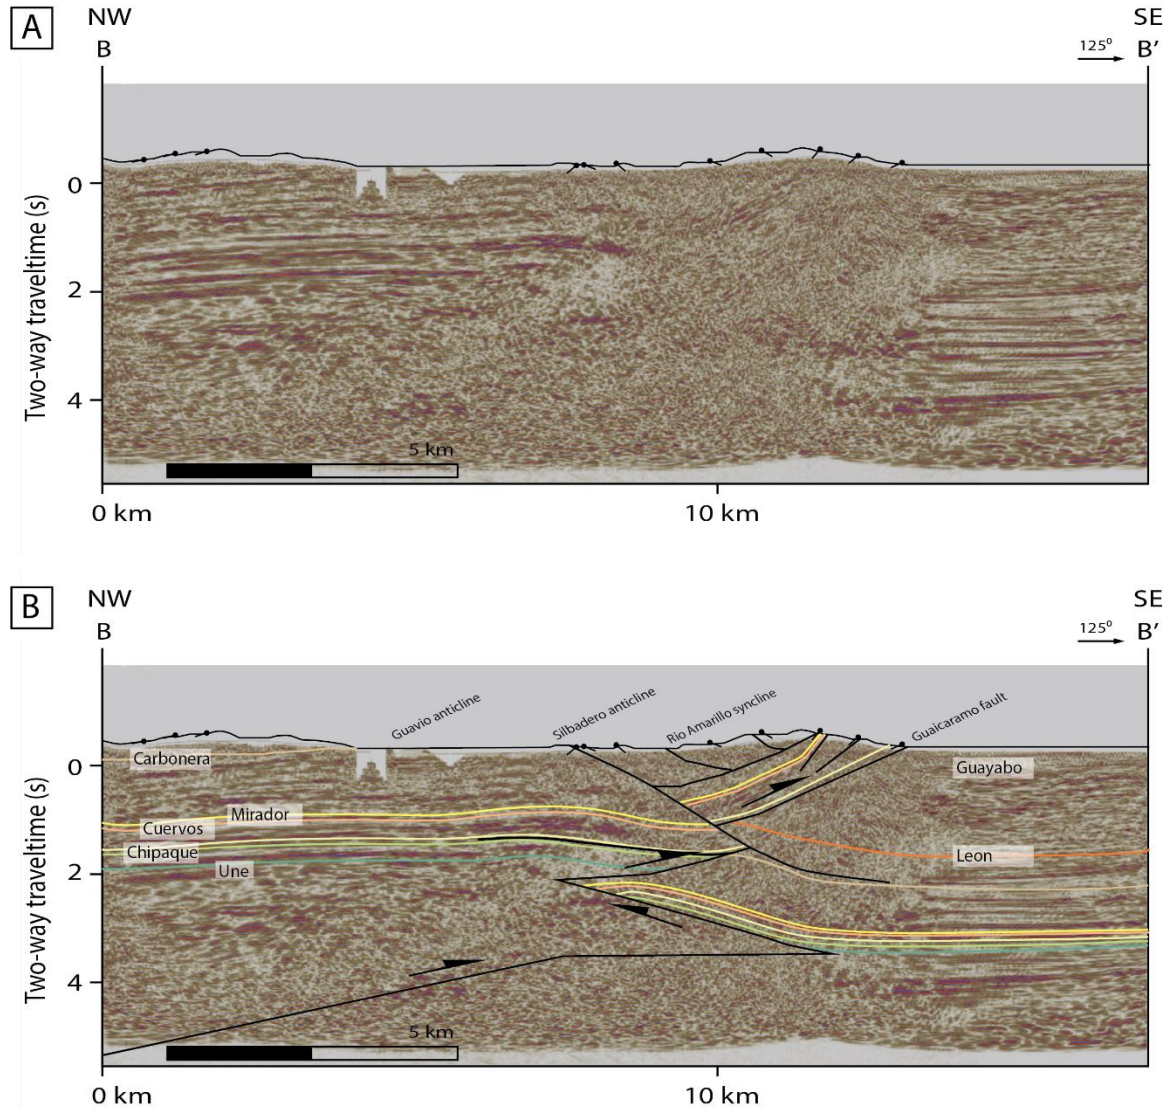 A
NW
SE
B
125⁰
B'
Two-way traveltime (s)
0
2
4
5 km
0 km
10 km
B
NW
SE
B
125⁰
B'
Guavio anticline
Silbadero anticline
Rio Amarillo syncline
Guaicaramo fault
Carbonera
Guayabo
Mirador
Cuervos
Chipaque
Leon
Une
Two-way traveltime (s)
0
2
4
5 km
0 km
10 km